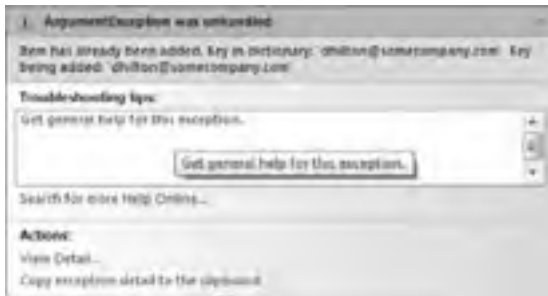 ArgumentException was unhandled
Item has already been added. Key in dictionary: 'dhilton@somecompany.com' Key
being added: 'dhilton@somecompany.com'
Troubleshooting tips:
Get general help for this exception.
Get general help for this exception.
Search for more Help Online...
Actions:
View Detail...
Copy exception detail to the clipboard